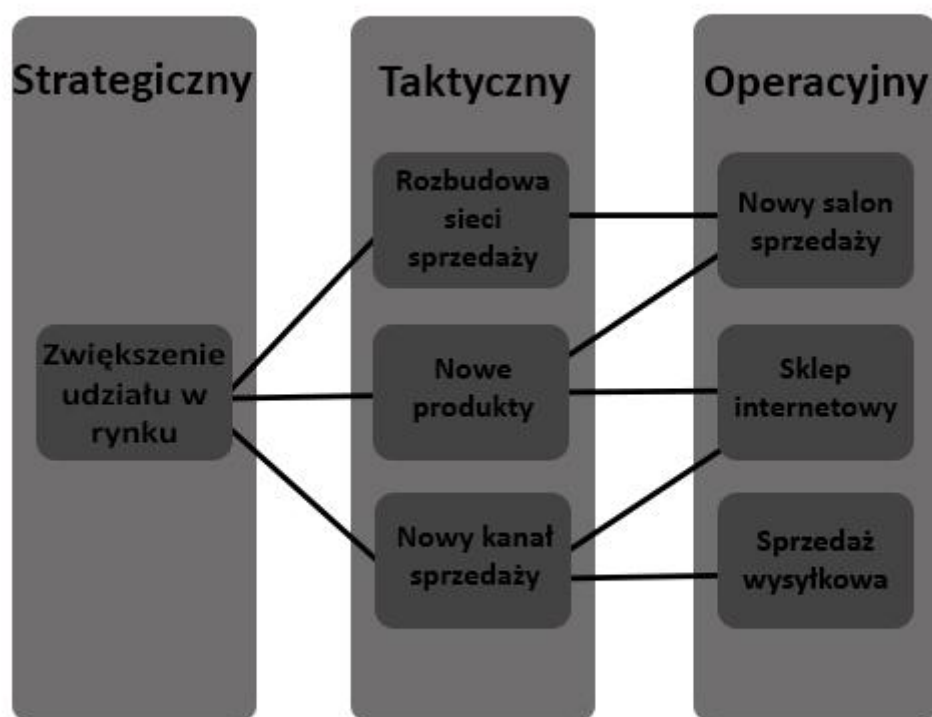 Strategiczny
Zwiększenie
udziału w
rynku
Taktyczny
Rozbudowa
sieci
sprzedaży
Nowe
produkty
Nowy kanał
sprzedaży
Operacyjny
Nowy salon
sprzedaży
Sklep
internetowy
Sprzedaż
wysyłkowa